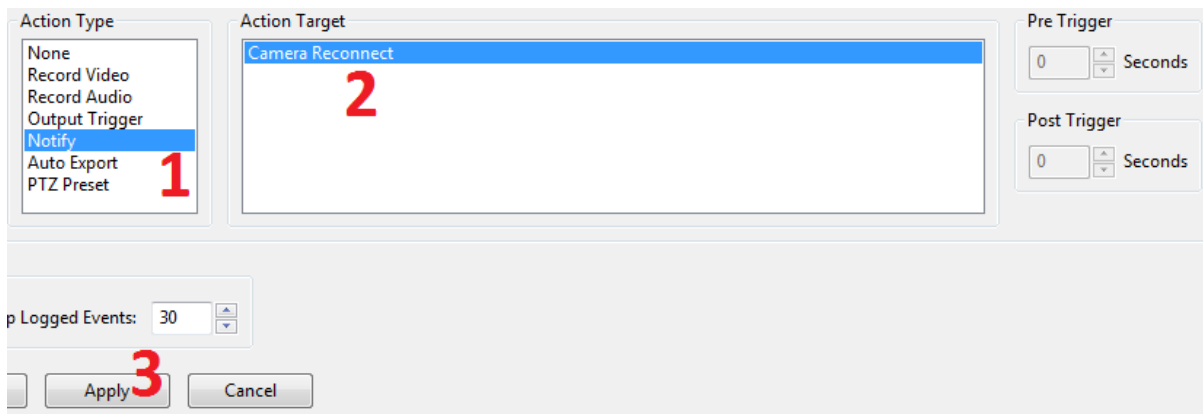 Action Type
None
Record Video
Record Audio
Output Trigger
Notify
Auto Export
PTZ Preset
1
Action Target
Camera Reconnect
2
Pre Trigger
0 Seconds
Post Trigger
0 Seconds
p Logged Events: 30
Apply 3 Cancel